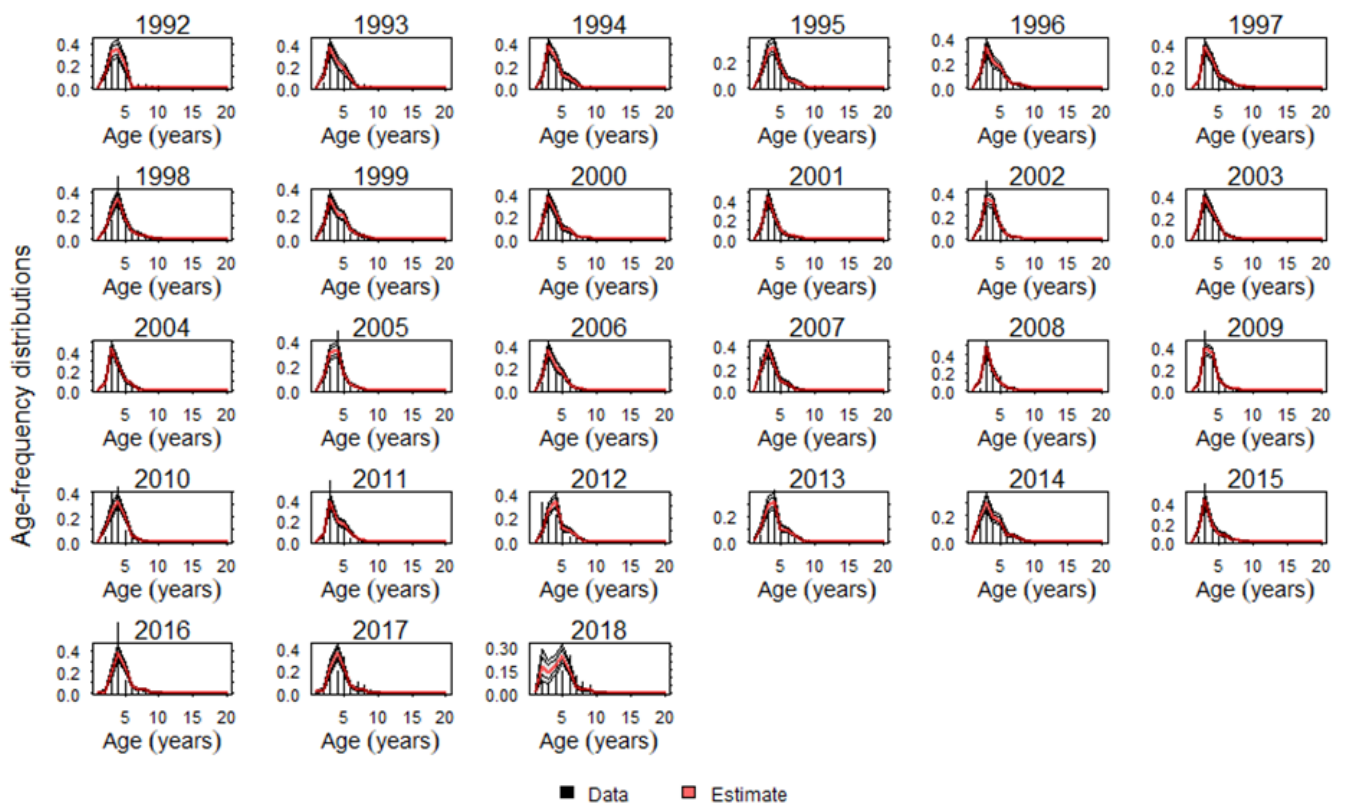 1992 1993 1994 1995 1996 1997
0.4 0.4 0.4 0.4 0.4
0.2 0.2 0.2 0.2 0.2 0.2
0.0 0.0 0.0 0.0 0.0 0.0
5 10 15 20 5 10 15 20 5 10 15 20 5 10 15 20 5 10 15 20 5 10 15 20
Age (years) Age (years) Age (years) Age (years) Age (years) Age (years)
1998 1999 2000 2001 2002 2003
0.4 0.4 0.4 0.4 0.4 0.4
0.2 0.2 0.2 0.2 0.2 0.2
0.0 0.0 0.0 0.0 0.0 0.0
5 10 15 20 5 10 15 20 5 10 15 20 5 10 15 20 5 10 15 20 5 10 15 20
Age (years) Age (years) Age (years) Age (years) Age (years) Age (years)
Age-frequency distributions
2004 2005 2006 2007 2008 2009
0.4 0.4 0.4 0.4 0.4 0.4
0.2 0.2 0.2 0.2 0.2 0.2
0.0 0.0 0.0 0.0 0.0 0.0
5 10 15 20 5 10 15 20 5 10 15 20 5 10 15 20 5 10 15 20 5 10 15 20
Age (years) Age (years) Age (years) Age (years) Age (years) Age (years)
2010 2011 2012 2013 2014 2015
0.4 0.4 0.4 0.4
0.2 0.2 0.2 0.2 0.2 0.2
0.0 0.0 0.0 0.0 0.0 0.0
5 10 15 20 5 10 15 20 5 10 15 20 5 10 15 20 5 10 15 20 5 10 15 20
Age (years) Age (years) Age (years) Age (years) Age (years) Age (years)
2016 2017 2018
0.4 0.4 0.30
0.2 0.2 0.15
0.0 0.0 0.00
5 10 15 20 5 10 15 20 5 10 15 20
Age (years) Age (years) Age (years)
Data Estimate